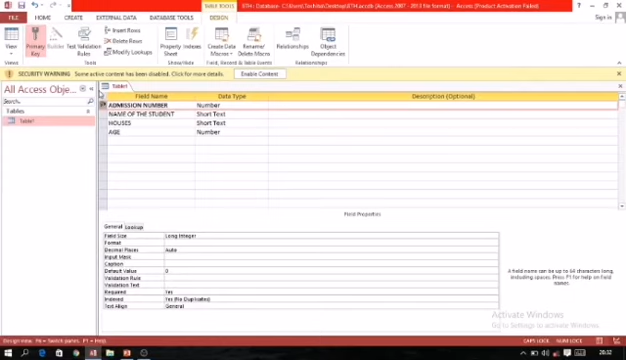 TABLE TOOLS
FILE HOME CREATE EXTERNAL DATA DATABASE TOOLS DESIGN
Sign in
View Primary Key Builder Test Validation Rules
Insert Rows
Delete Rows
Modify Lookups
Property Sheet Indexes
Create Data Macros Rename/Delete Macro
Relationships Object Dependencies
Views Tools Show/Hide Field, Record & Table Events Relationships
SECURITY WARNING Some active content has been disabled. Click for more details. Enable Content
All Access Obje...
Search...
Tables
Table1
Table1
Field Name Data Type Description (Optional)
ADMISSION NUMBER Number
NAME OF THE STUDENT Short Text
HOUSES Short Text
AGE Number
Field Properties
General Lookup
Field Size Long Integer
Format
Decimal Places Auto
Input Mask
Caption
Default Value 0
Validation Rule
Validation Text
Required Yes
Indexed Yes (No Duplicates)
Text Align General
A field name can be up to 64 characters long, including spaces. Press F1 for help on field names.
Activate Windows
Go to Settings to activate Windows.
Design view. F6 = Switch panes. F1 = Help.
CAPS LOCK NUM LOCK
20:32